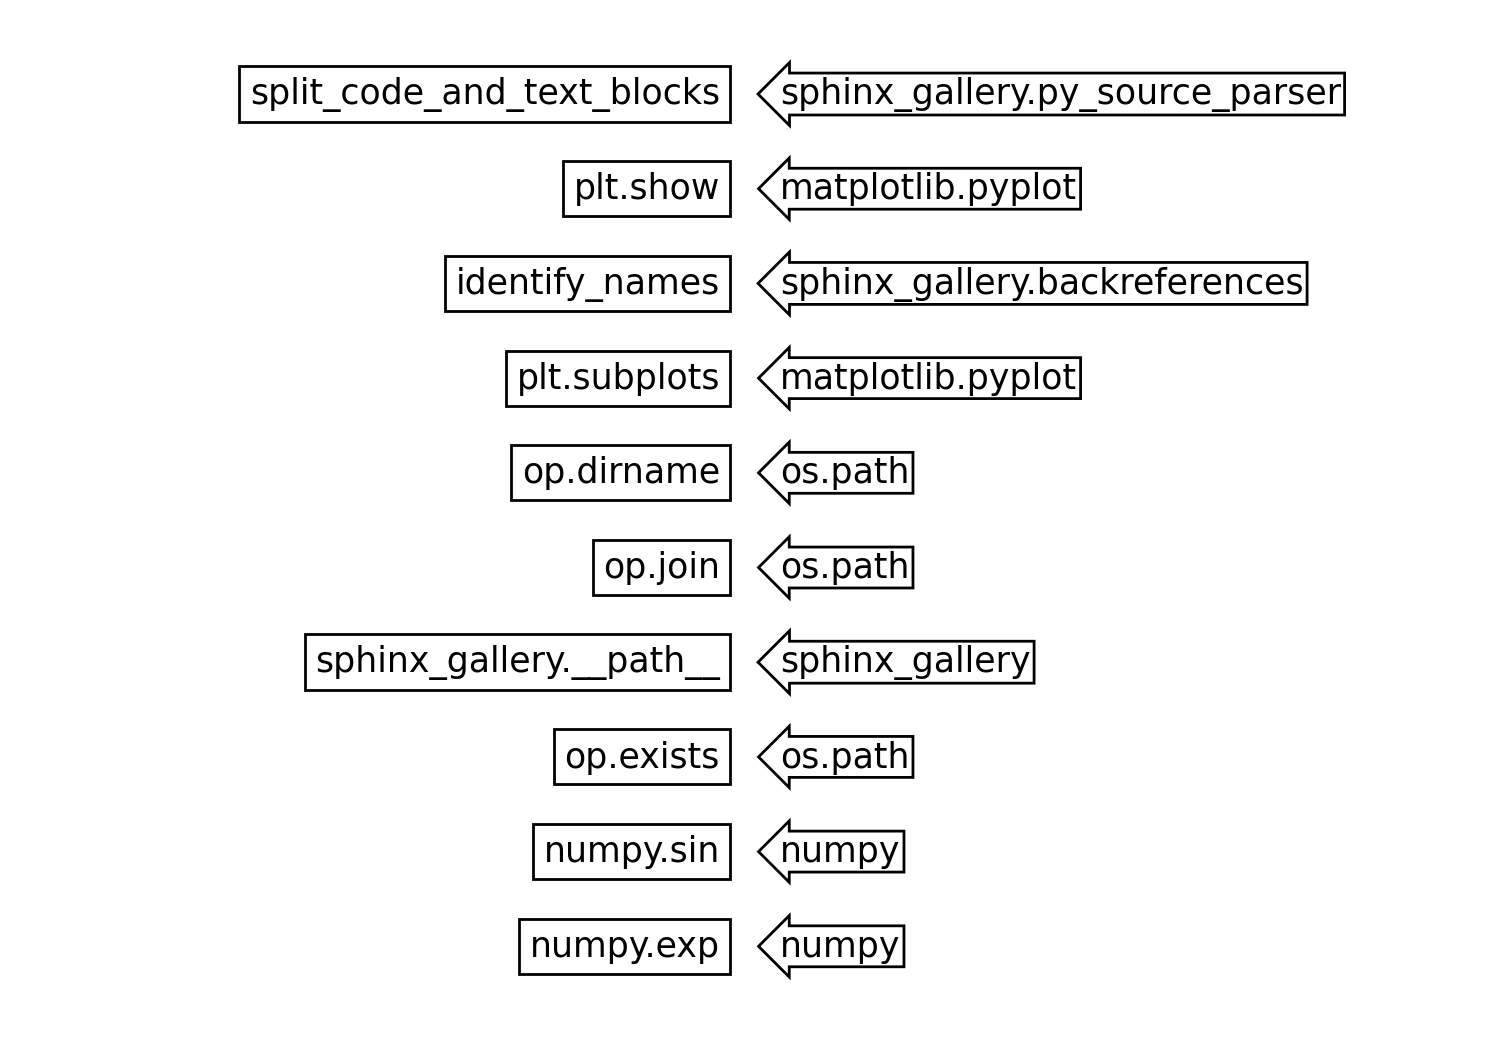 split_code_and_text_blocks sphinx_gallery.py_source_parser
plt.show matplotlib.pyplot
identify_names sphinx_gallery.backreferences
plt.subplots matplotlib.pyplot
op.dirname os.path
op.join os.path
sphinx_gallery.__path__ sphinx_gallery
op.exists os.path
numpy.sin numpy
numpy.exp numpy